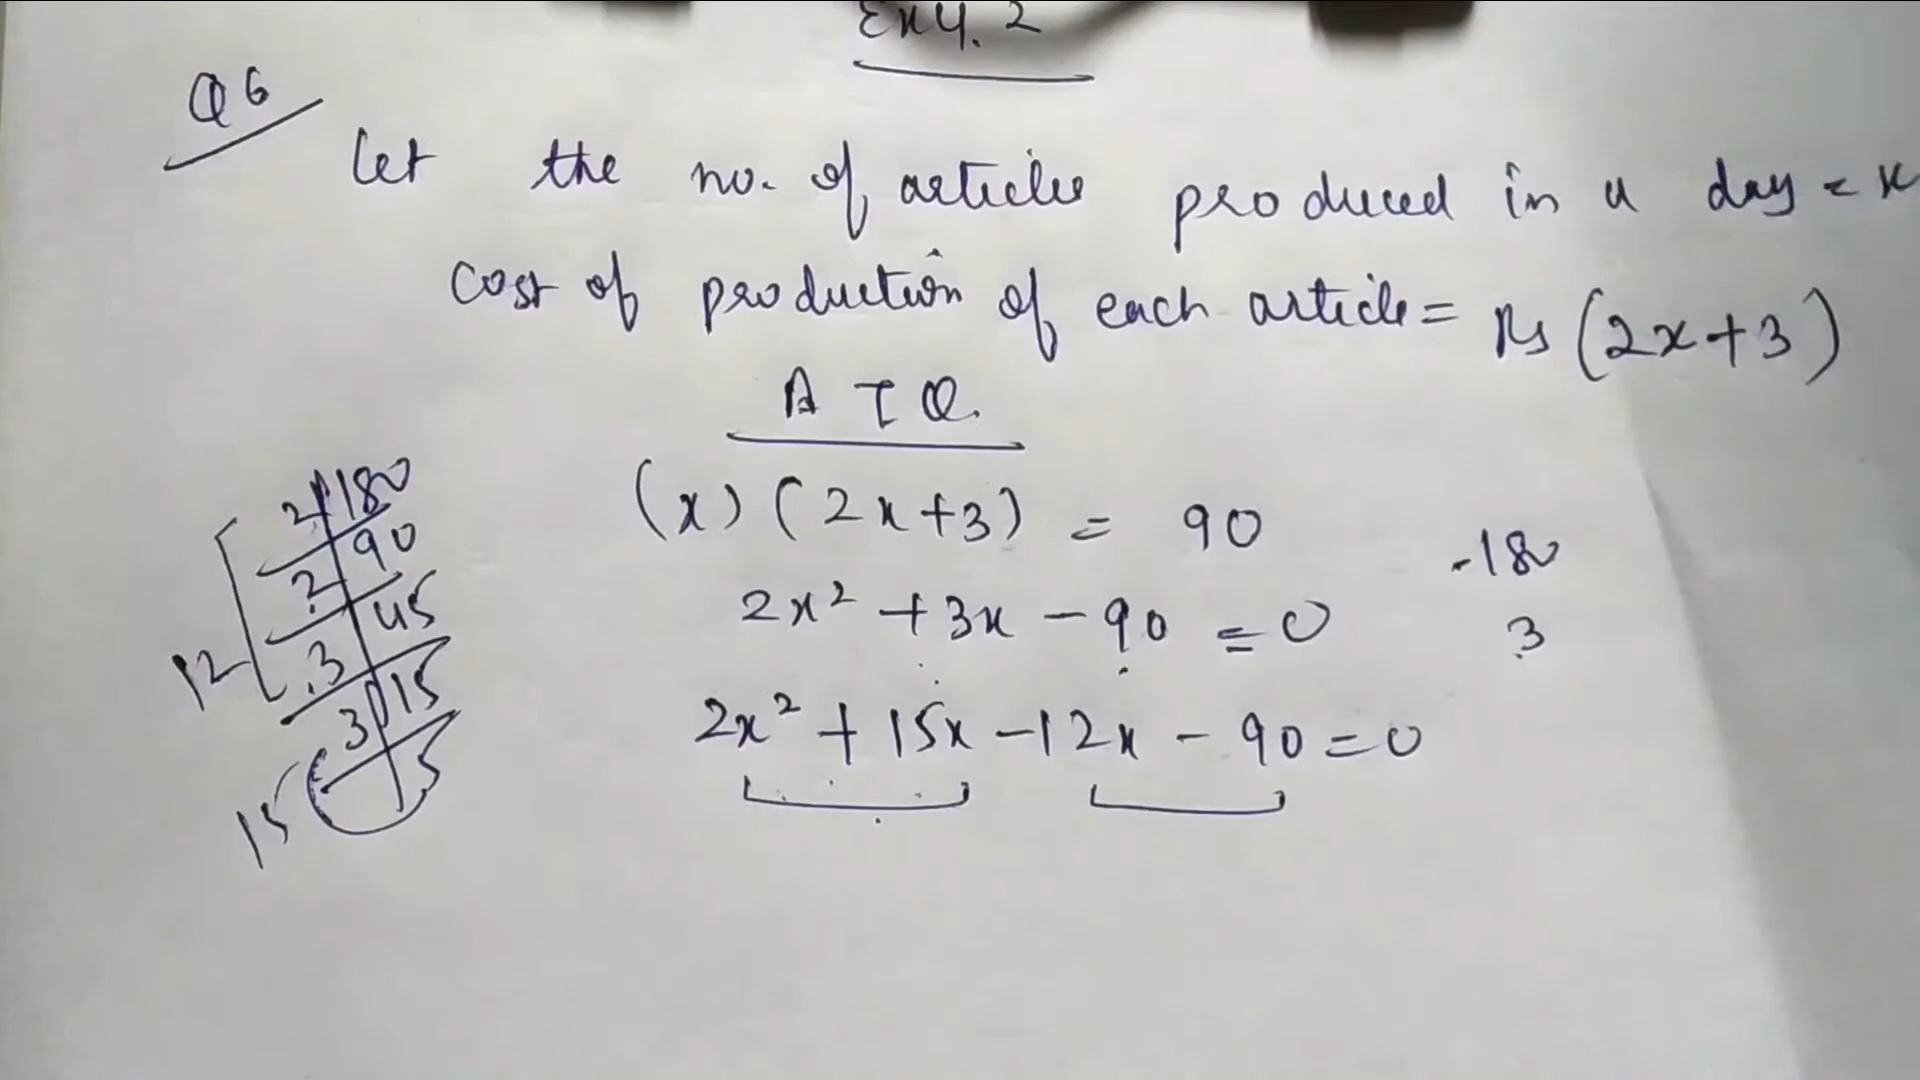 Ex 4.2
Q6
Let the no. of articles produced in a day = x
cost of production of each article = Rs (2x+3)
A T Q.
(x) (2x+3) = 90
2x² + 3x - 90 = 0
2x² + 15x - 12x - 90 = 0
-180
3
2 180
2 90
3 45
3 15
5
12
15